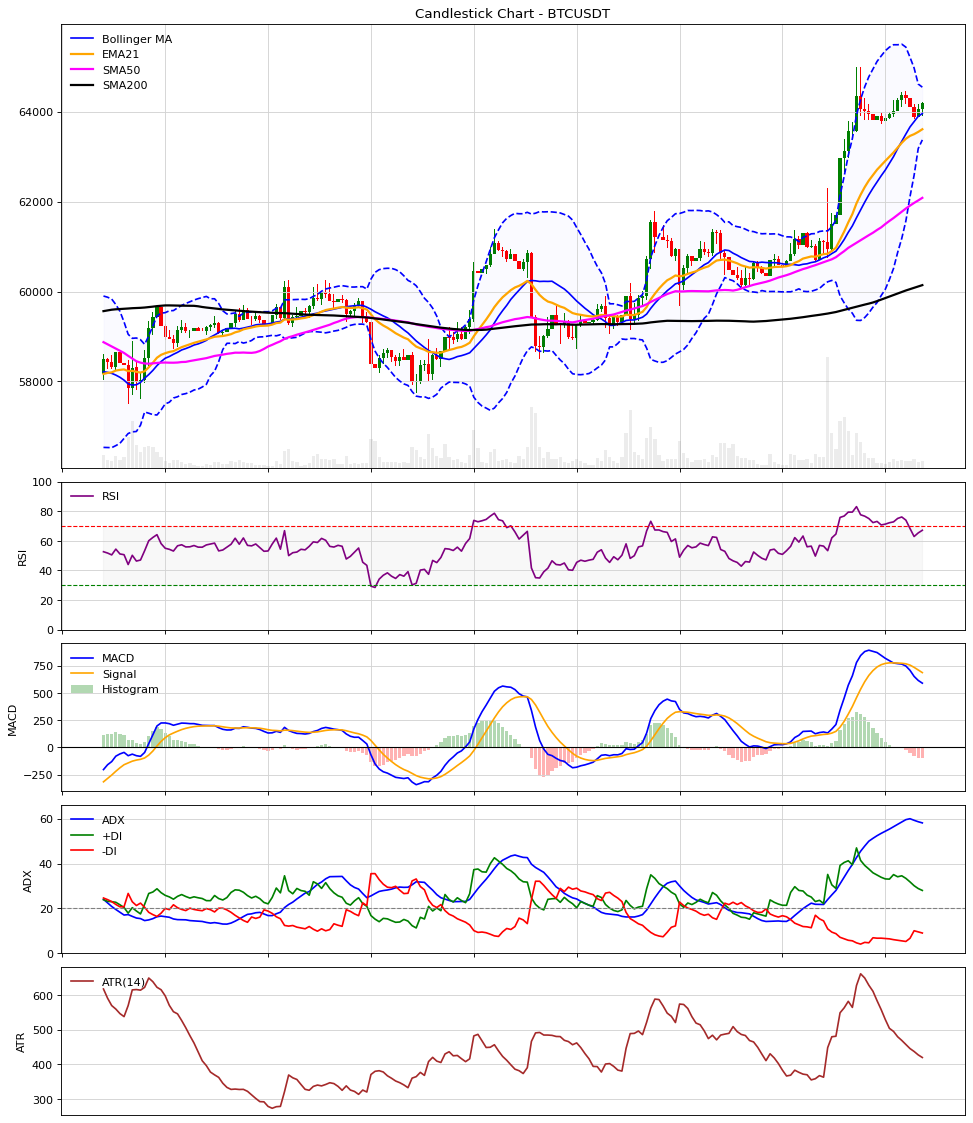 Candlestick Chart - BTCUSDT
Bollinger MA
EMA21
SMA50
SMA200
64000
62000
60000
58000
100
80
60
40
20
0
RSI
RSI
750
500
250
0
−250
MACD
MACD
Signal
Histogram
60
40
20
0
ADX
ADX
+DI
-DI
600
500
400
300
ATR
ATR(14)